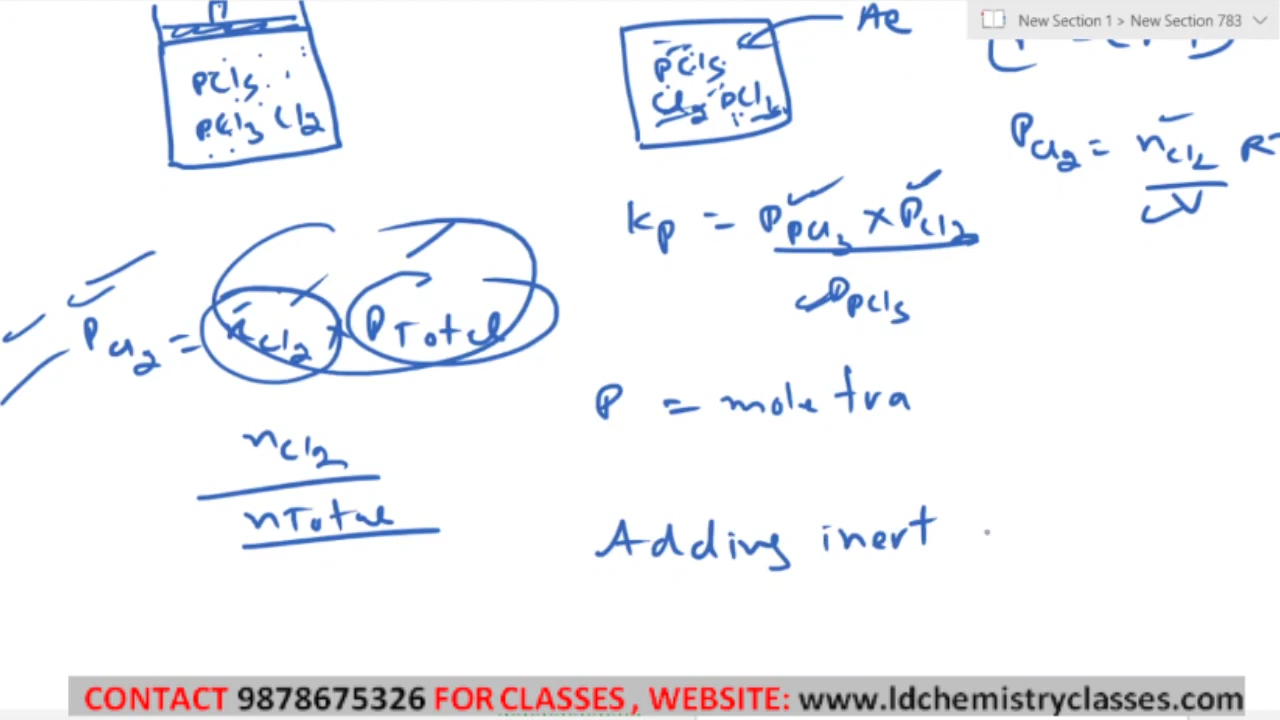 New Section 1 > New Section 783
PCl5
PCl3 Cl2
PCl5
Cl2 PCl3
Ar
PCl2 = nCl2 RT
V
Kp = PPCl3 × PCl2
PPCl5
PCl2 = xCl2 × PTotal
nCl2
nTotal
P = mole fra
Adding inert
CONTACT 9878675326 FOR CLASSES , WEBSITE: www.ldchemistryclasses.com